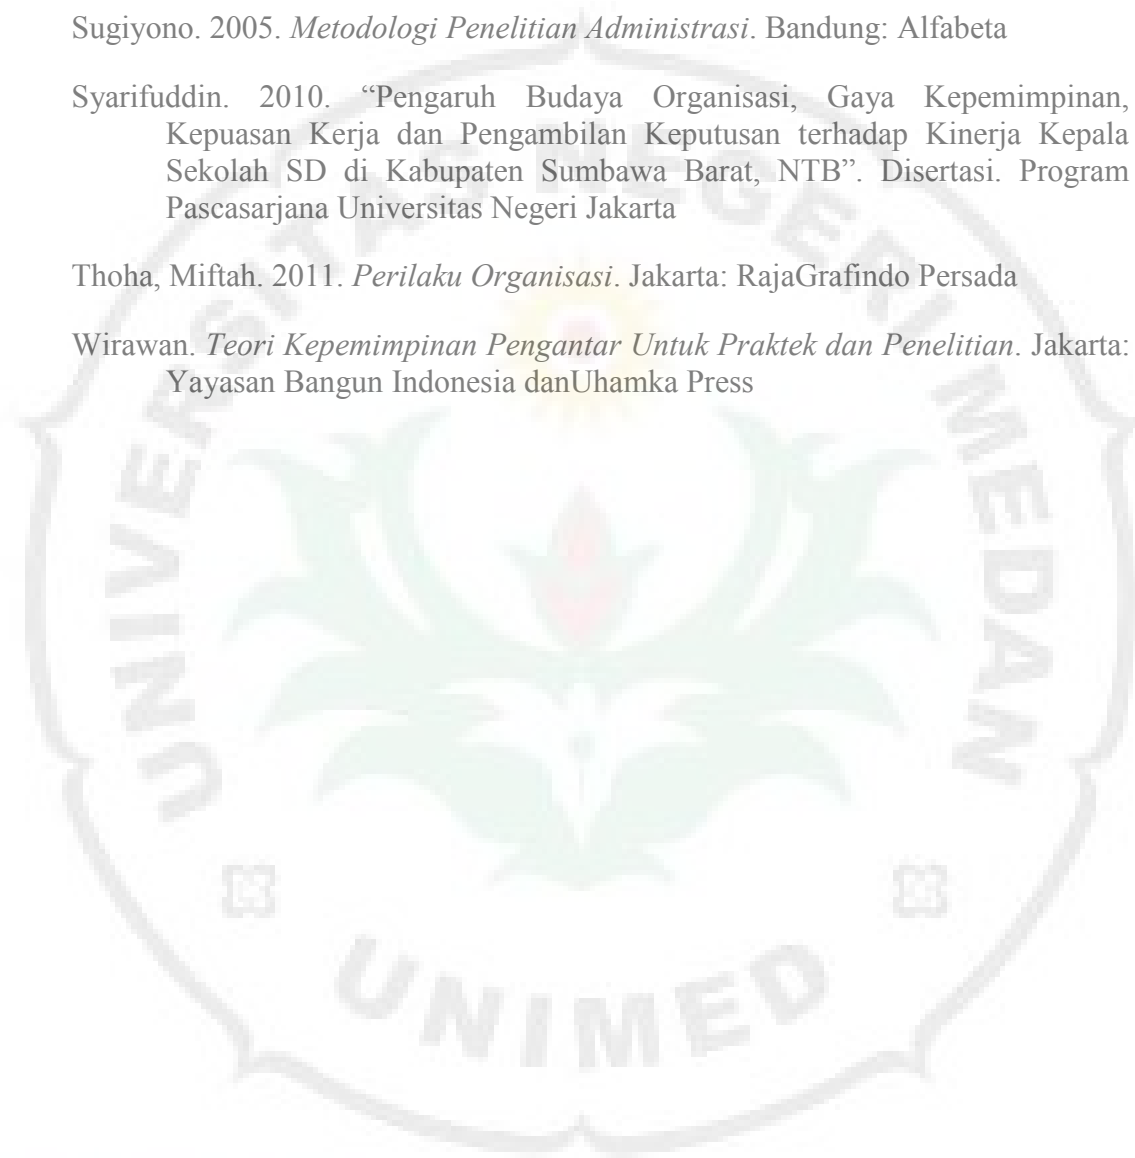 Sugiyono. 2005. Metodologi Penelitian Administrasi. Bandung: Alfabeta
Syarifuddin. 2010. “Pengaruh Budaya Organisasi, Gaya Kepemimpinan,
Kepuasan Kerja dan Pengambilan Keputusan terhadap Kinerja Kepala
Sekolah SD di Kabupaten Sumbawa Barat, NTB”. Disertasi. Program
Pascasarjana Universitas Negeri Jakarta
Thoha, Miftah. 2011. Perilaku Organisasi. Jakarta: RajaGrafindo Persada
Wirawan. Teori Kepemimpinan Pengantar Untuk Praktek dan Penelitian. Jakarta:
Yayasan Bangun Indonesia danUhamka Press
UNIVERSITAS NEGERI MEDAN
UNIMED